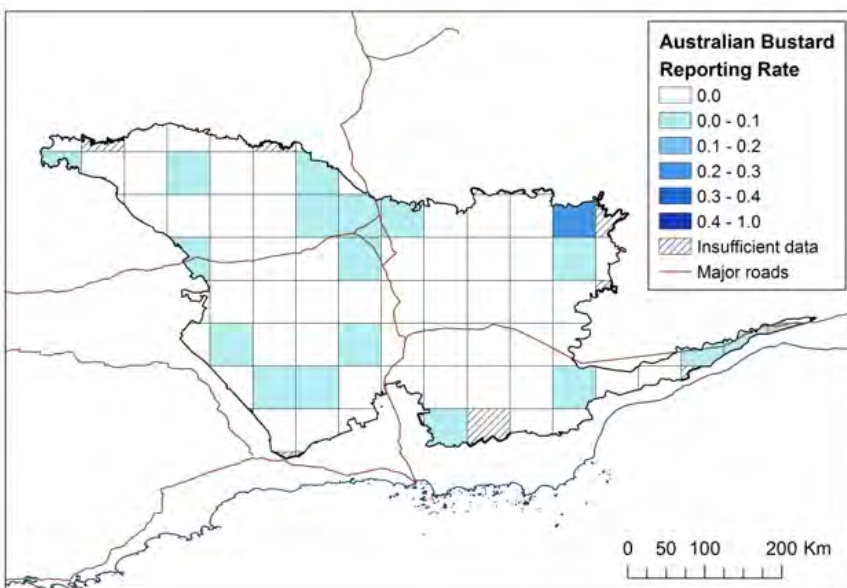 Australian Bustard
Reporting Rate
0.0
0.0 - 0.1
0.1 - 0.2
0.2 - 0.3
0.3 - 0.4
0.4 - 1.0
Insufficient data
Major roads
0 50 100 200 Km